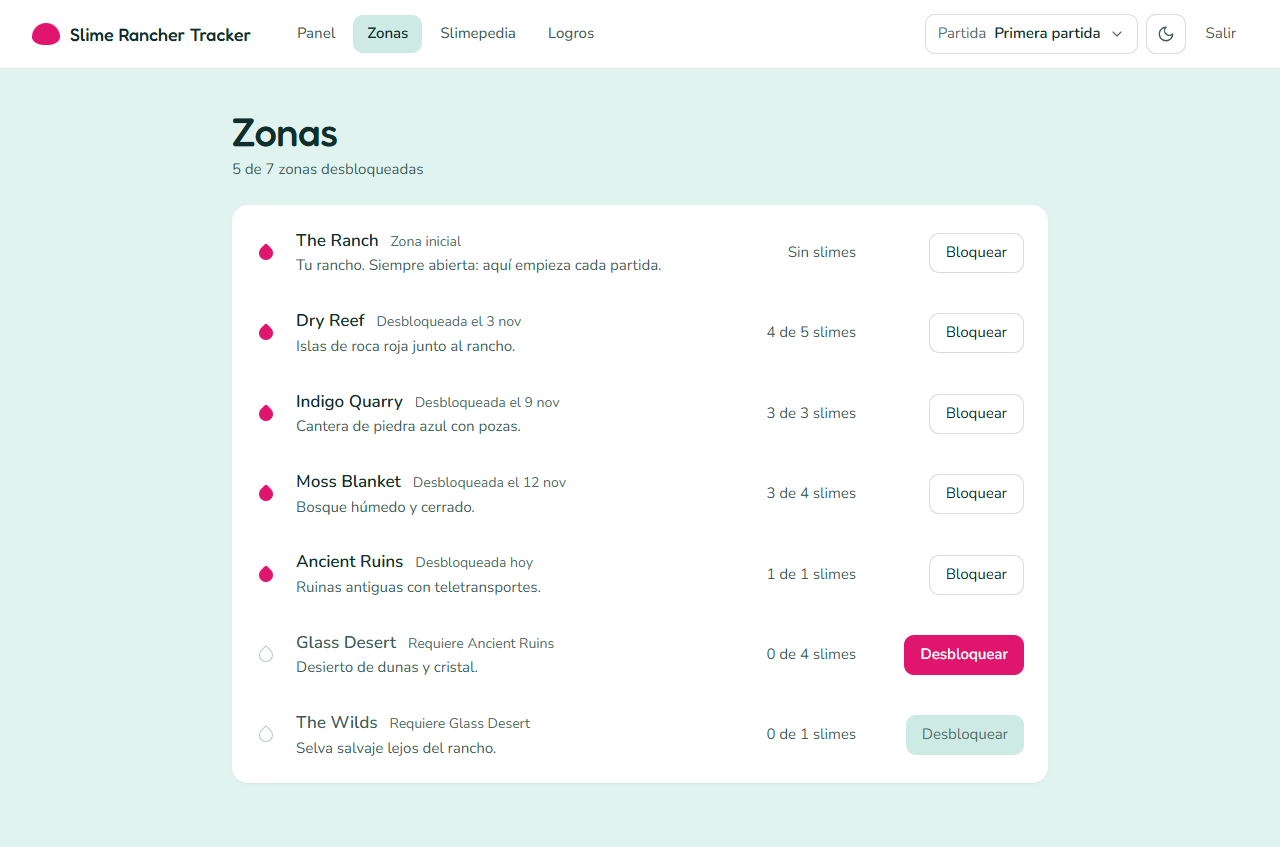 Slime Rancher Tracker Panel Zonas Slimepedia Logros Partida Primera partida Salir
Zonas
5 de 7 zonas desbloqueadas
The Ranch Zona inicial
Tu rancho. Siempre abierta: aquí empieza cada partida.
Sin slimes
Bloquear
Dry Reef Desbloqueada el 3 nov
Islas de roca roja junto al rancho.
4 de 5 slimes
Bloquear
Indigo Quarry Desbloqueada el 9 nov
Cantera de piedra azul con pozas.
3 de 3 slimes
Bloquear
Moss Blanket Desbloqueada el 12 nov
Bosque húmedo y cerrado.
3 de 4 slimes
Bloquear
Ancient Ruins Desbloqueada hoy
Ruinas antiguas con teletransportes.
1 de 1 slimes
Bloquear
Glass Desert Requiere Ancient Ruins
Desierto de dunas y cristal.
0 de 4 slimes
Desbloquear
The Wilds Requiere Glass Desert
Selva salvaje lejos del rancho.
0 de 1 slimes
Desbloquear